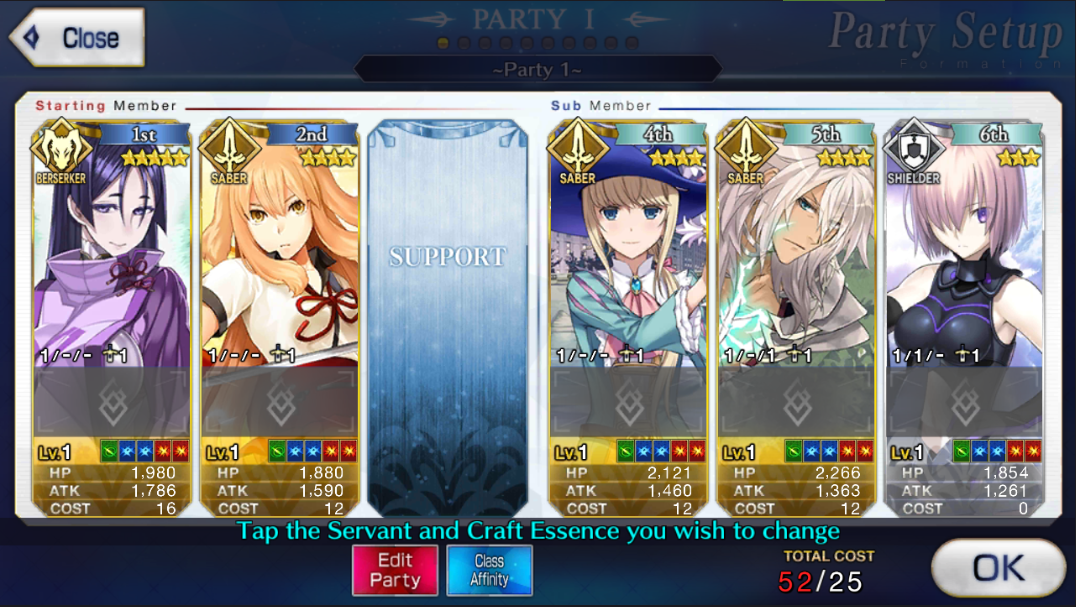 Close
PARTY I
~Party 1~
Party Setup
Formation
Starting Member
Sub Member
1st
BERSERKER
1/-/- 1
Lv.1
HP 1,980
ATK 1,786
COST 16
2nd
SABER
1/-/- 1
Lv.1
HP 1,880
ATK 1,590
COST 12
SUPPORT
4th
SABER
1/-/- 1
Lv.1
HP 2,121
ATK 1,460
COST 12
5th
SABER
1/-/1 1
Lv.1
HP 2,266
ATK 1,363
COST 12
6th
SHIELDER
1/1/- 1
Lv.1
HP 1,854
ATK 1,261
COST 0
Tap the Servant and Craft Essence you wish to change
Edit
Party
Class
Affinity
TOTAL COST
52/25
OK